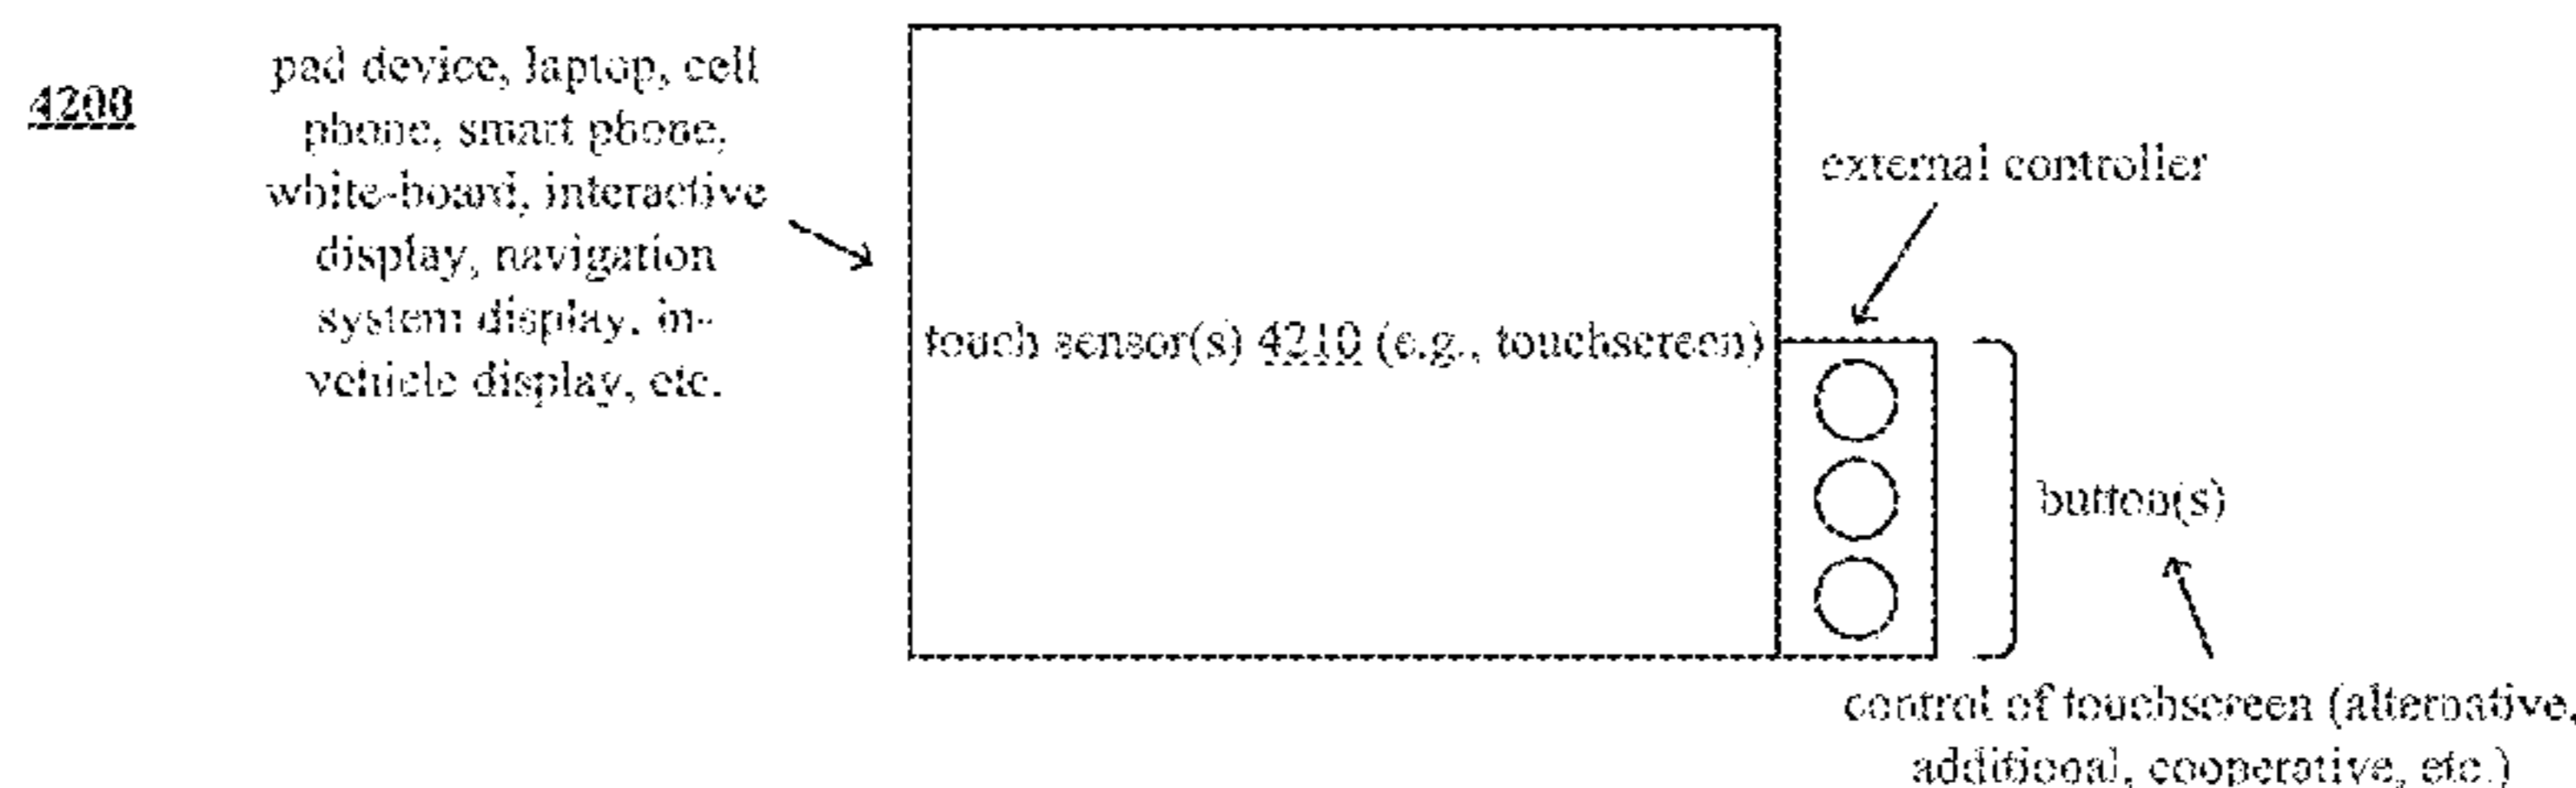 4200
pad device, laptop, cell
phone, smart phone,
white-board, interactive
display, navigation
system display, in-
vehicle display, etc.
touch sensor(s) 4210 (e.g., touchscreen)
external controller
button(s)
control of touchscreen (alternative,
additional, cooperative, etc.)